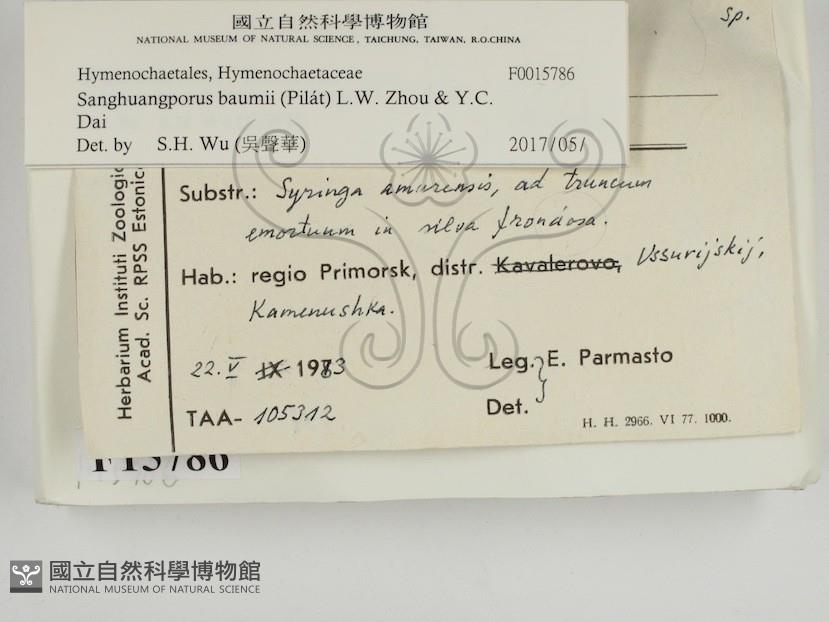 sp.
國立自然科學博物館
NATIONAL MUSEUM OF NATURAL SCIENCE, TAICHUNG, TAIWAN, R.O.CHINA
Hymenochaetales, Hymenochaetaceae F0015786
Sanghuangporus baumii (Pilát) L.W. Zhou & Y.C.
Dai
Det. by S.H. Wu (吳聲華) 2017/05/
Herbarium Instituti Zoologic
Acad. Sc. RPSS Estonic
Substr.: Syringa amurensis, ad truncum
emortuum in silva frondosa.
Hab.: regio Primorsk, distr. Kavalerovo, Ussurijskij,
Kamenushka.
22. V IX 1983
Leg. E. Parmasto
Det.
TAA- 105312
H. H. 2966. VI 77. 1000.
F15786
國立自然科學博物館
NATIONAL MUSEUM OF NATURAL SCIENCE